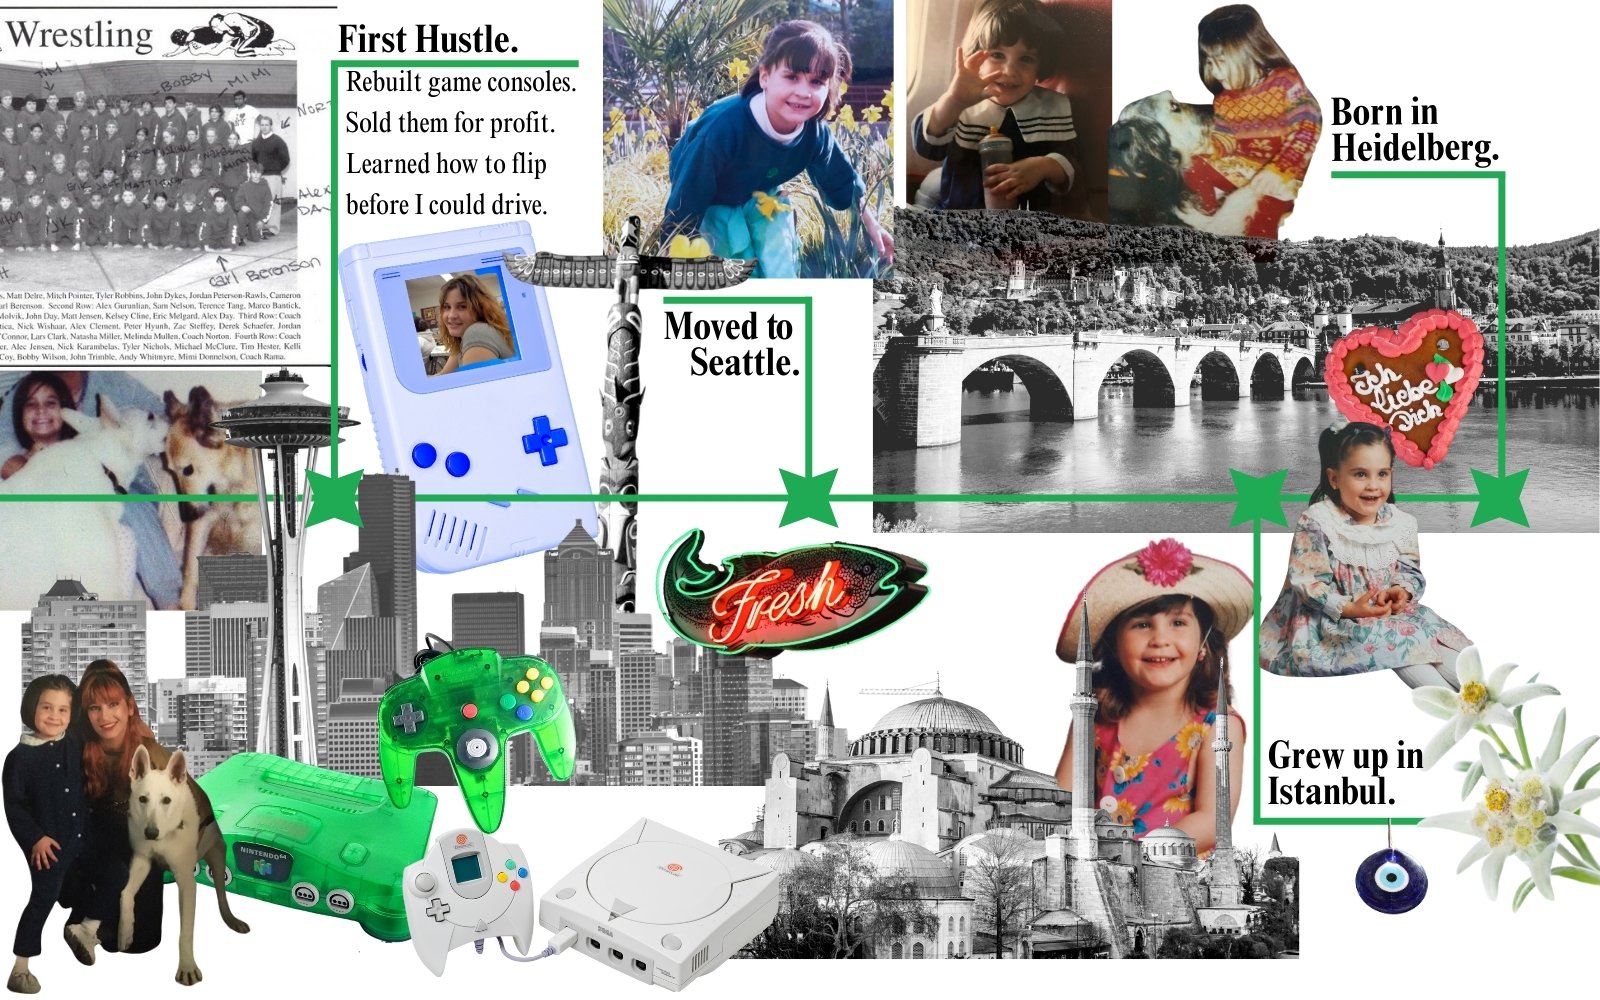 Wrestling
TIM
BOBBY
MIMI
Carl Berenson
s, Matt Delre, Mitch Pointer, Tyler Robbins, John Dykes, Jordan Peterson-Rawls, Cameron
arl Berenson. Second Row: Alex Garunlian, Sam Nelson, Terence Tang, Marco Bantick,
Molvik, John Day, Matt Jensen, Kelsey Cline, Eric Melgard, Alex Day. Third Row: Coach
tica, Nick Wishaar, Alex Clement, Peter Hyunh, Zac Steffey, Derek Schaefer, Jordan
'Connor, Lars Clark, Natasha Miller, Melinda Mullen, Coach Norton. Fourth Row: Coach
er, Alec Jensen, Nick Karambelas, Tyler Nichols, Michael McClure, Tim Hester, Kelli
Coy, Bobby Wilson, John Trimble, Andy Whitmyre, Mimi Donnelson, Coach Rama.
First Hustle.
Rebuilt game consoles.
Sold them for profit.
Learned how to flip
before I could drive.
Moved to
Seattle.
Born in
Heidelberg.
Ich
liebe
Dich
Fresh
Grew up in
Istanbul.
NINTENDO 64
SEGA